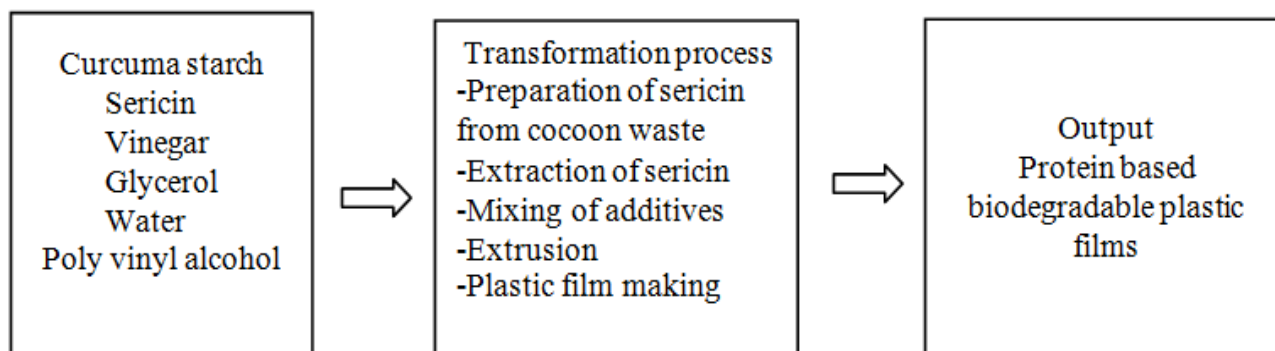 Curcuma starch
Sericin
Vinegar
Glycerol
Water
Poly vinyl alcohol
Transformation process
-Preparation of sericin
from cocoon waste
-Extraction of sericin
-Mixing of additives
-Extrusion
-Plastic film making
Output
Protein based
biodegradable plastic
films